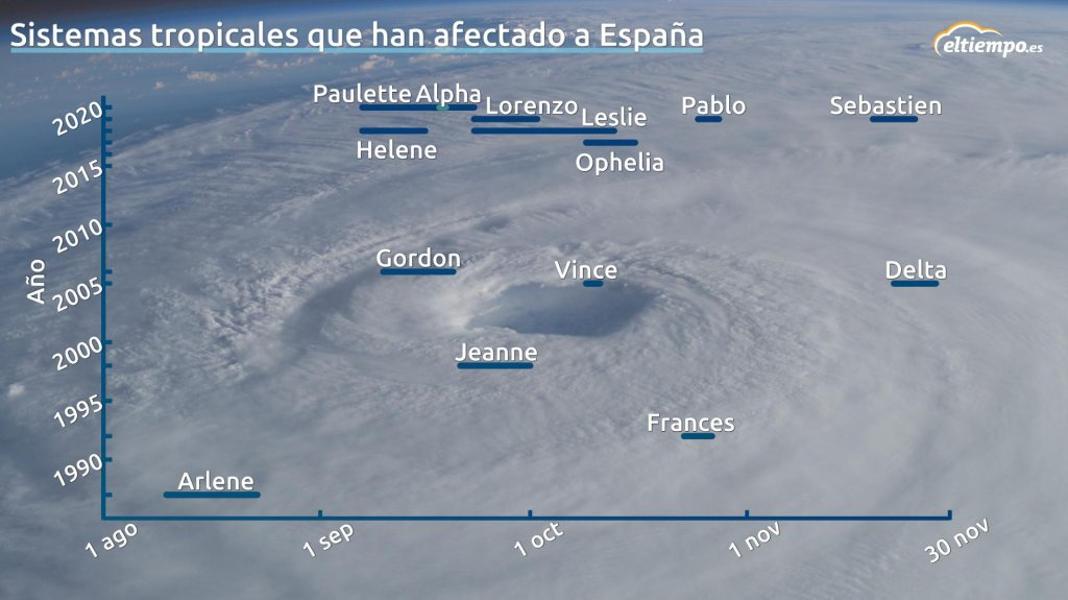 Sistemas tropicales que han afectado a España
eltiempo.es
Paulette Alpha
Lorenzo
Leslie
Pablo
Sebastien
Helene
Ophelia
Gordon
Vince
Delta
Jeanne
Frances
Arlene
Año
2020
2015
2010
2005
2000
1995
1990
1 ago
1 sep
1 oct
1 nov
30 nov